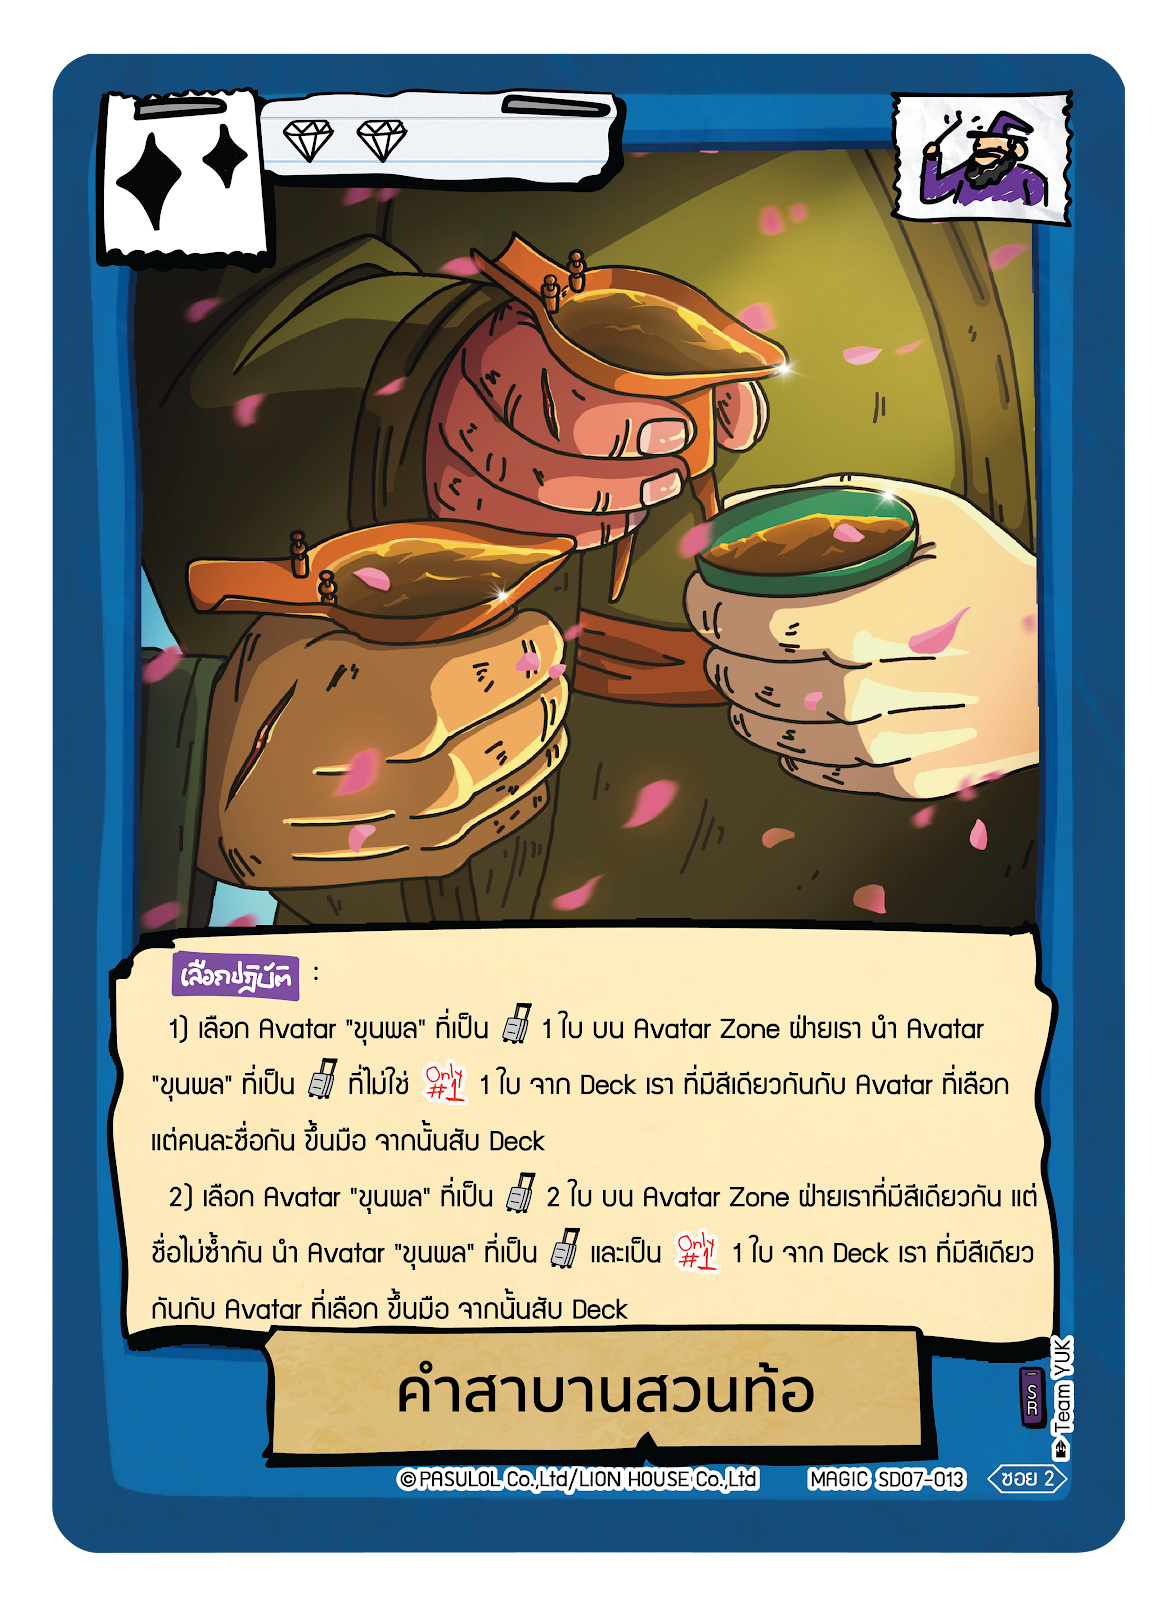 เลือกปฏิบัติ :
1) เลือก Avatar "ขุนพล" ที่เป็น 1 ใบ บน Avatar Zone ฝ่ายเรา นำ Avatar
"ขุนพล" ที่เป็น ที่ไม่ใช่ Only #1 1 ใบ จาก Deck เรา ที่มีสีเดียวกันกับ Avatar ที่เลือก
แต่คนละชื่อกัน ขึ้นมือ จากนั้นสับ Deck
2) เลือก Avatar "ขุนพล" ที่เป็น 2 ใบ บน Avatar Zone ฝ่ายเราที่มีสีเดียวกัน แต่
ชื่อไม่ซ้ำกัน นำ Avatar "ขุนพล" ที่เป็น และเป็น Only #1 1 ใบ จาก Deck เรา ที่มีสีเดียว
กันกับ Avatar ที่เลือก ขึ้นมือ จากนั้นสับ Deck
คำสาบานสวนท้อ
SR
Team YUK
© PASULOL Co.,Ltd/LION HOUSE Co.,Ltd MAGIC SD07-013 ซอย 2